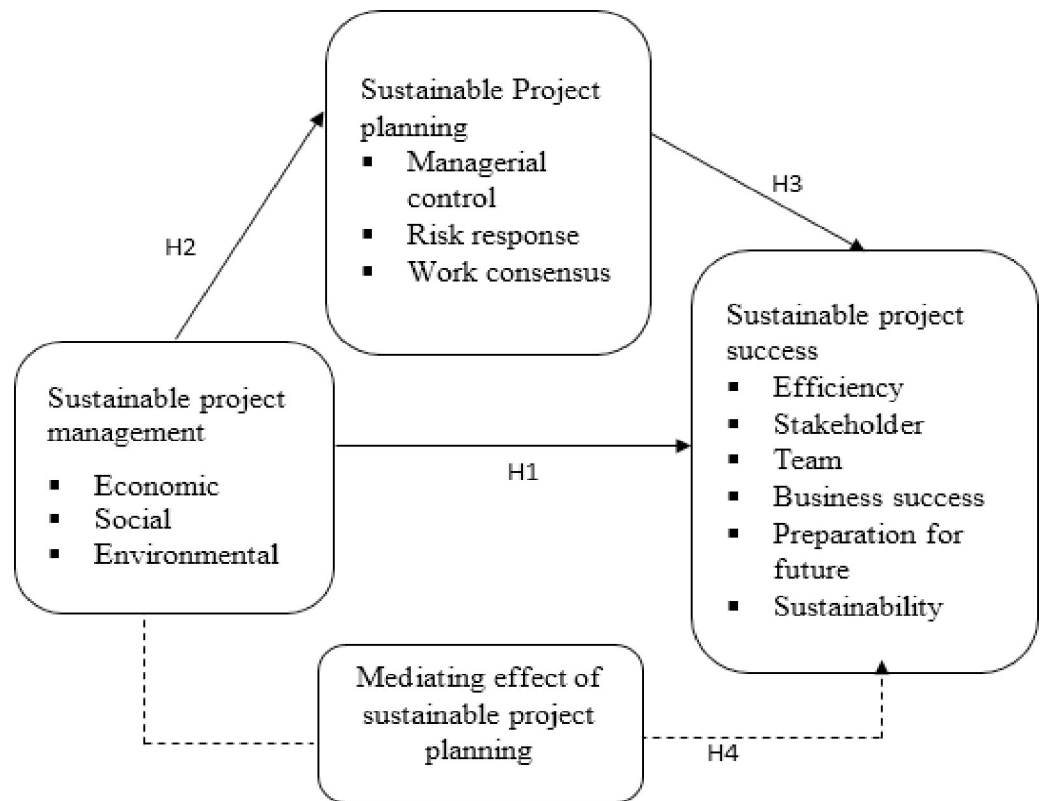 Sustainable Project
planning
▪ Managerial
control
▪ Risk response
▪ Work consensus
H2
H3
Sustainable project
management
▪ Economic
▪ Social
▪ Environmental
H1
Sustainable project
success
▪ Efficiency
▪ Stakeholder
▪ Team
▪ Business success
▪ Preparation for
future
▪ Sustainability
Mediating effect of
sustainable project
planning
H4